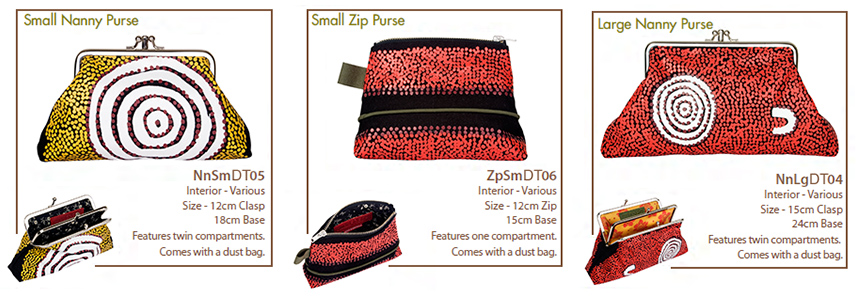 Small Nanny Purse
NnSmDT05
Interior - Various
Size - 12cm Clasp
18cm Base
Features twin compartments.
Comes with a dust bag.
Small Zip Purse
ZpSmDT06
Interior - Various
Size - 12cm Zip
15cm Base
Features one compartment.
Comes with a dust bag.
Large Nanny Purse
NnLgDT04
Interior - Various
Size - 15cm Clasp
24cm Base
Features twin compartments.
Comes with a dust bag.